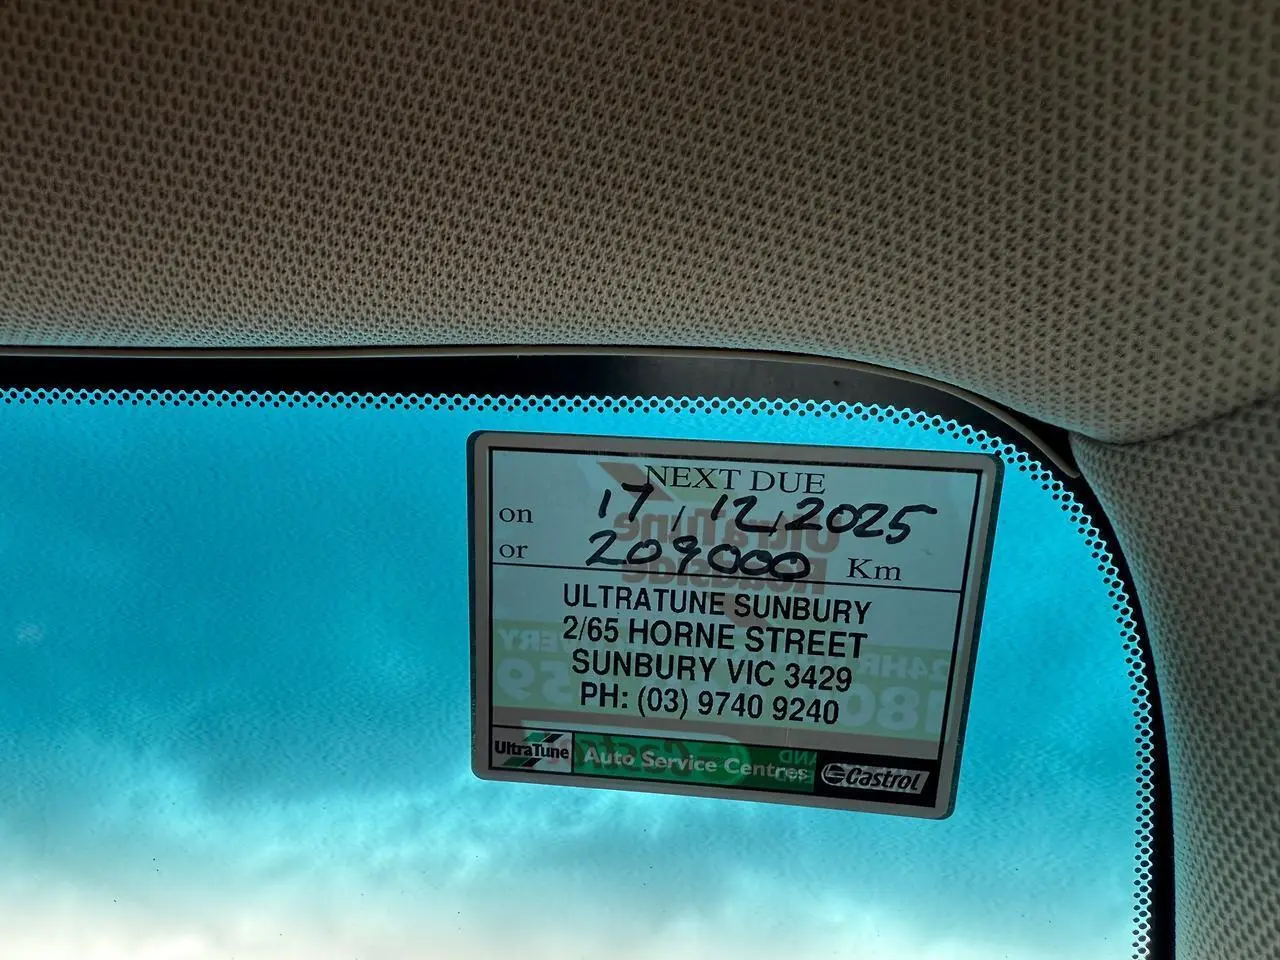 NEXT DUE
on 17, 12, 2025
or 209000 Km
ULTRATUNE SUNBURY
2/65 HORNE STREET
SUNBURY VIC 3429
PH: (03) 9740 9240
UltraTune Auto Service Centres Castrol